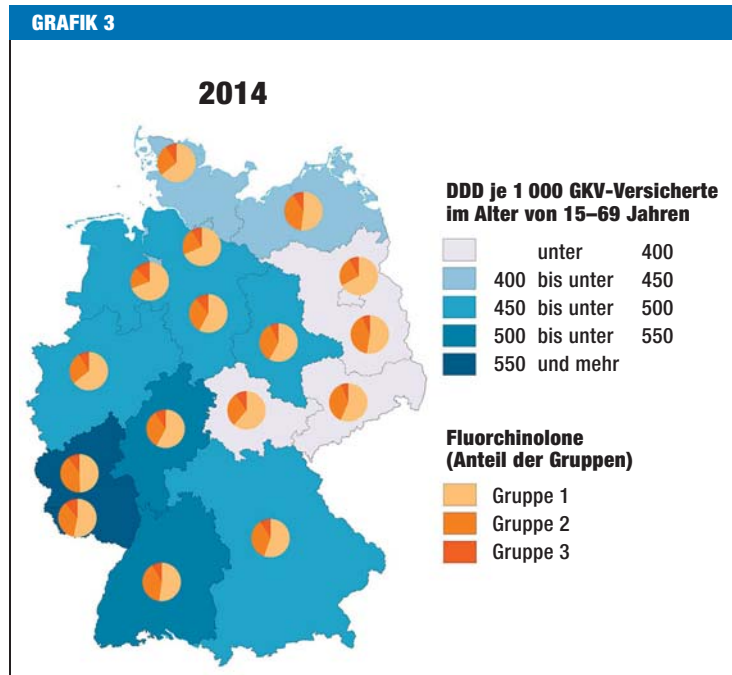 GRAFIK 3
2014
DDD je 1 000 GKV-Versicherte
im Alter von 15–69 Jahren
unter 400
400 bis unter 450
450 bis unter 500
500 bis unter 550
550 und mehr
Fluorchinolone
(Anteil der Gruppen)
Gruppe 1
Gruppe 2
Gruppe 3